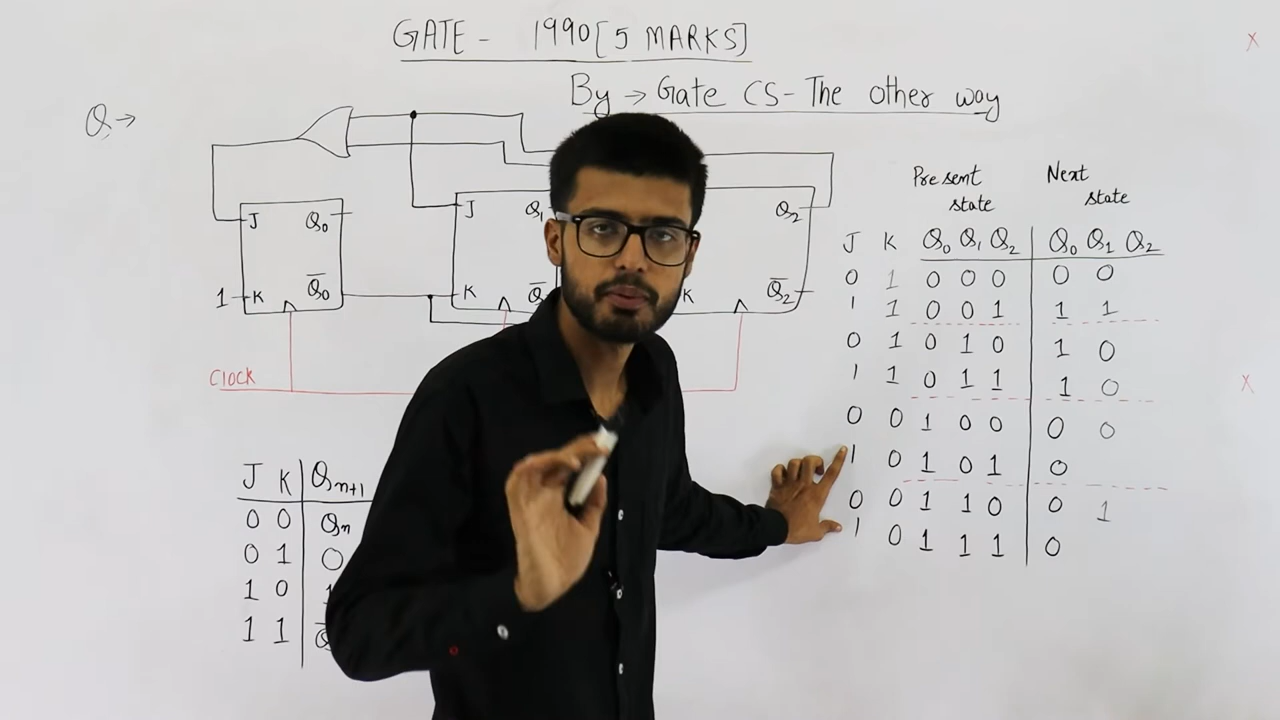 GATE - 1990 [5 MARKS]
By → Gate CS - The other way
Q →
J Q₀
1 K Q̅₀
J Q₁
K Q̅
Q₂
K Q̅₂
Clock
Present state
Next state
J K Q₀ Q₁ Q₂ Q₀ Q₁ Q₂
0 1 0 0 0 0 0
1 1 0 0 1 1 1
0 1 0 1 0 1 0
1 1 0 1 1 1 0
0 0 1 0 0 0 0
1 0 1 0 1 0
0 0 1 1 0 0 1
1 0 1 1 1 0
J K Qₙ₊₁
0 0 Qₙ
0 1 0
1 0
1 1
X
X